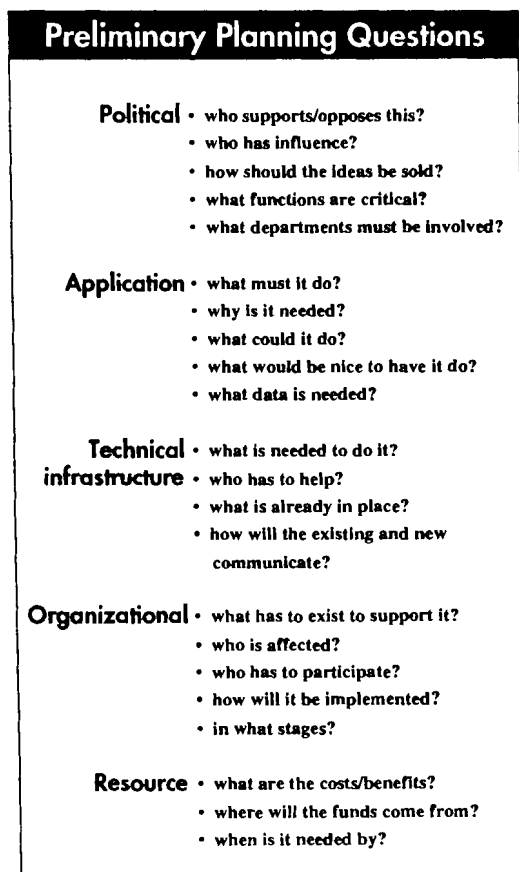 Preliminary Planning Questions
Political • who supports/opposes this?
• who has influence?
• how should the ideas be sold?
• what functions are critical?
• what departments must be involved?
Application • what must it do?
• why is it needed?
• what could it do?
• what would be nice to have it do?
• what data is needed?
Technical • what is needed to do it?
infrastructure • who has to help?
• what is already in place?
• how will the existing and new
communicate?
Organizational • what has to exist to support it?
• who is affected?
• who has to participate?
• how will it be implemented?
• in what stages?
Resource • what are the costs/benefits?
• where will the funds come from?
• when is it needed by?